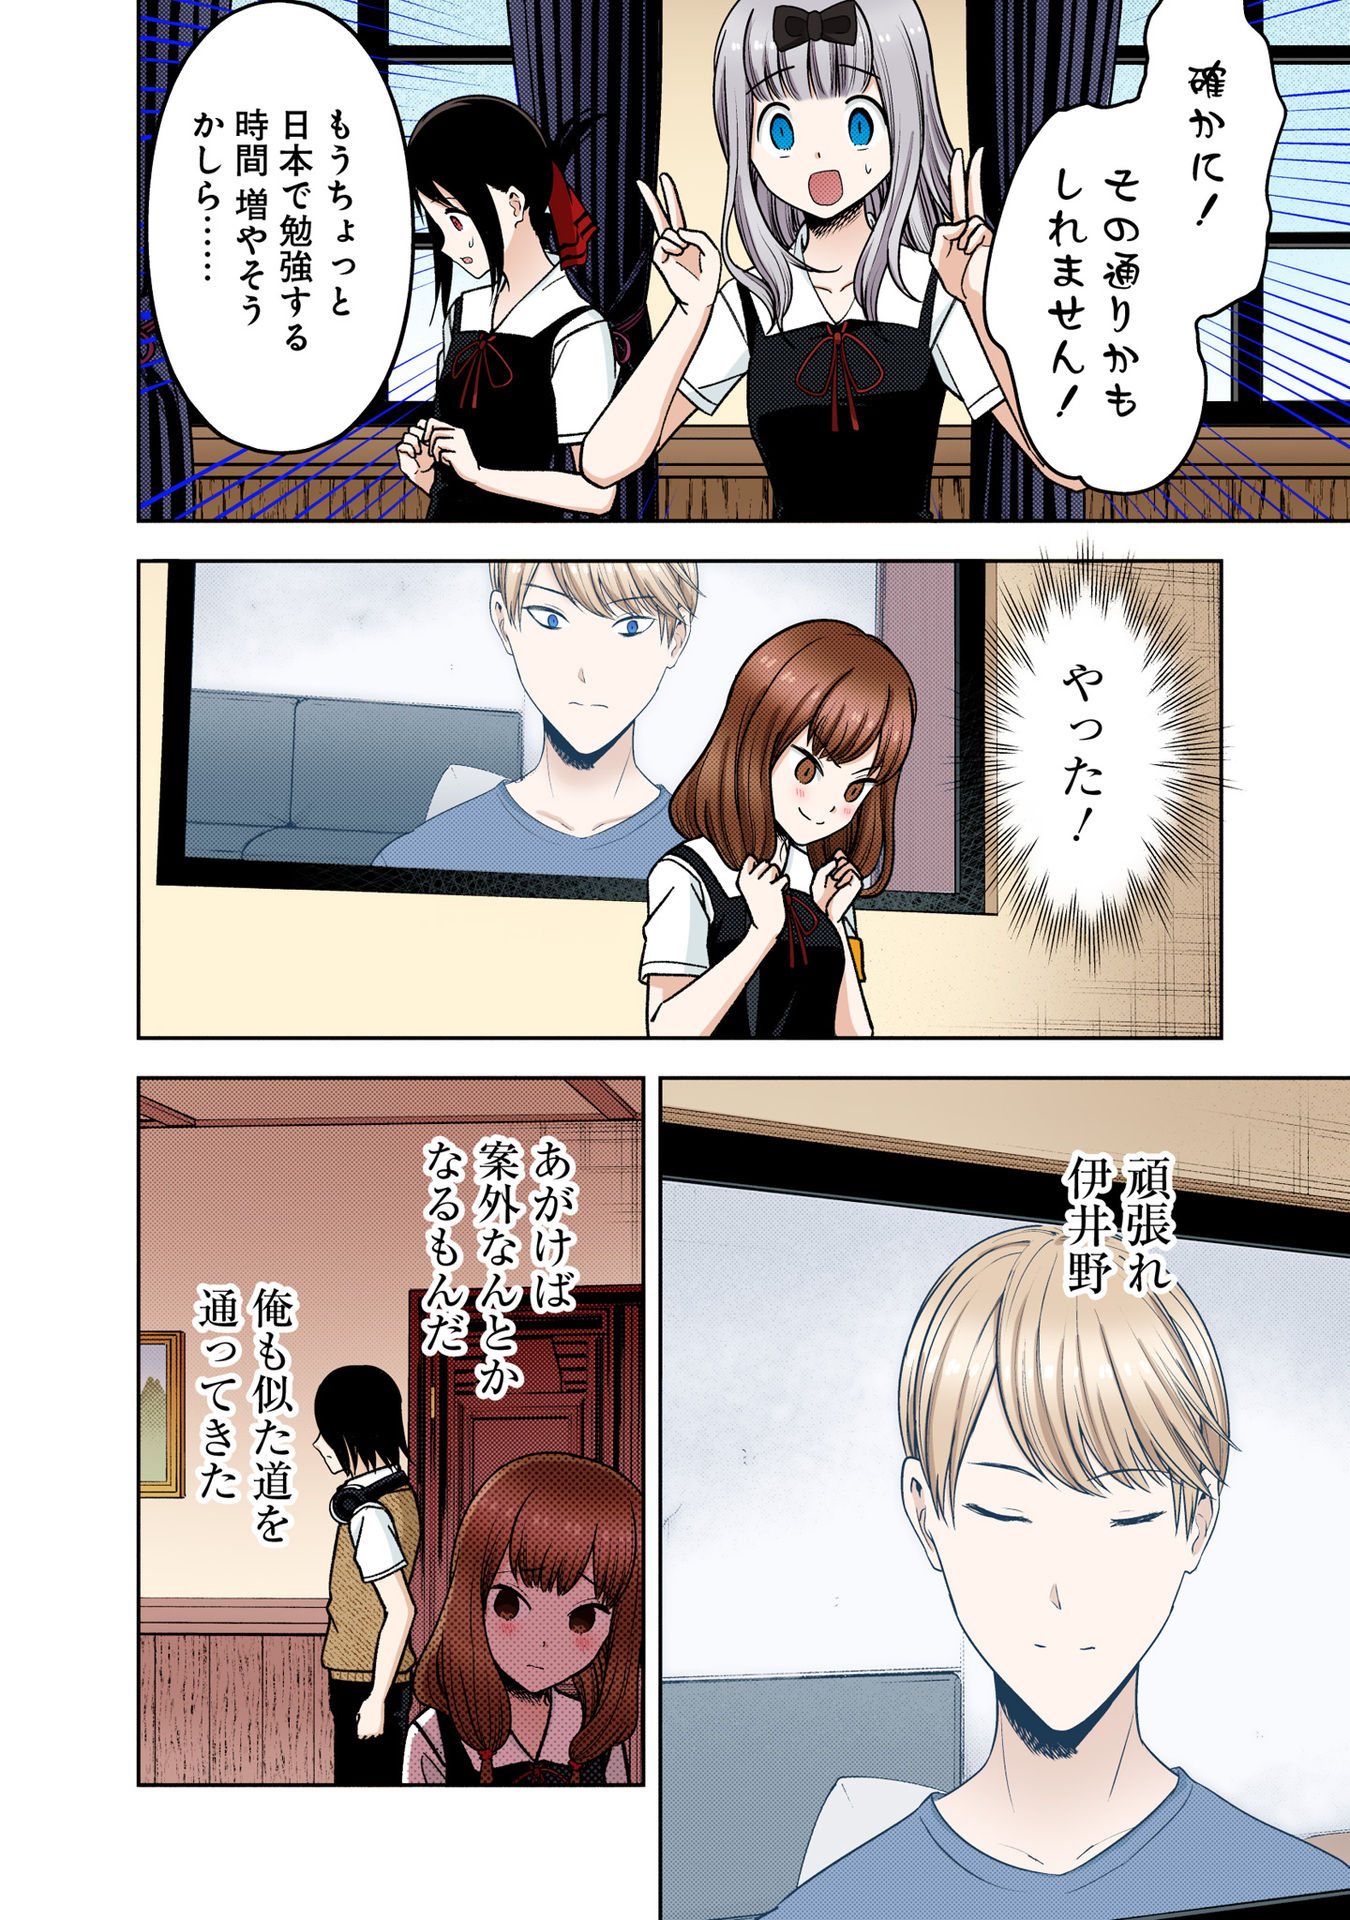 確かに！
その通りかも
しれません！
もうちょっと
日本で勉強する
時間 増やそう
かしら……
やった！
頑張れ
伊井野
あがけば
案外なんとか
なるもんだ
俺も似た道を
通ってきた